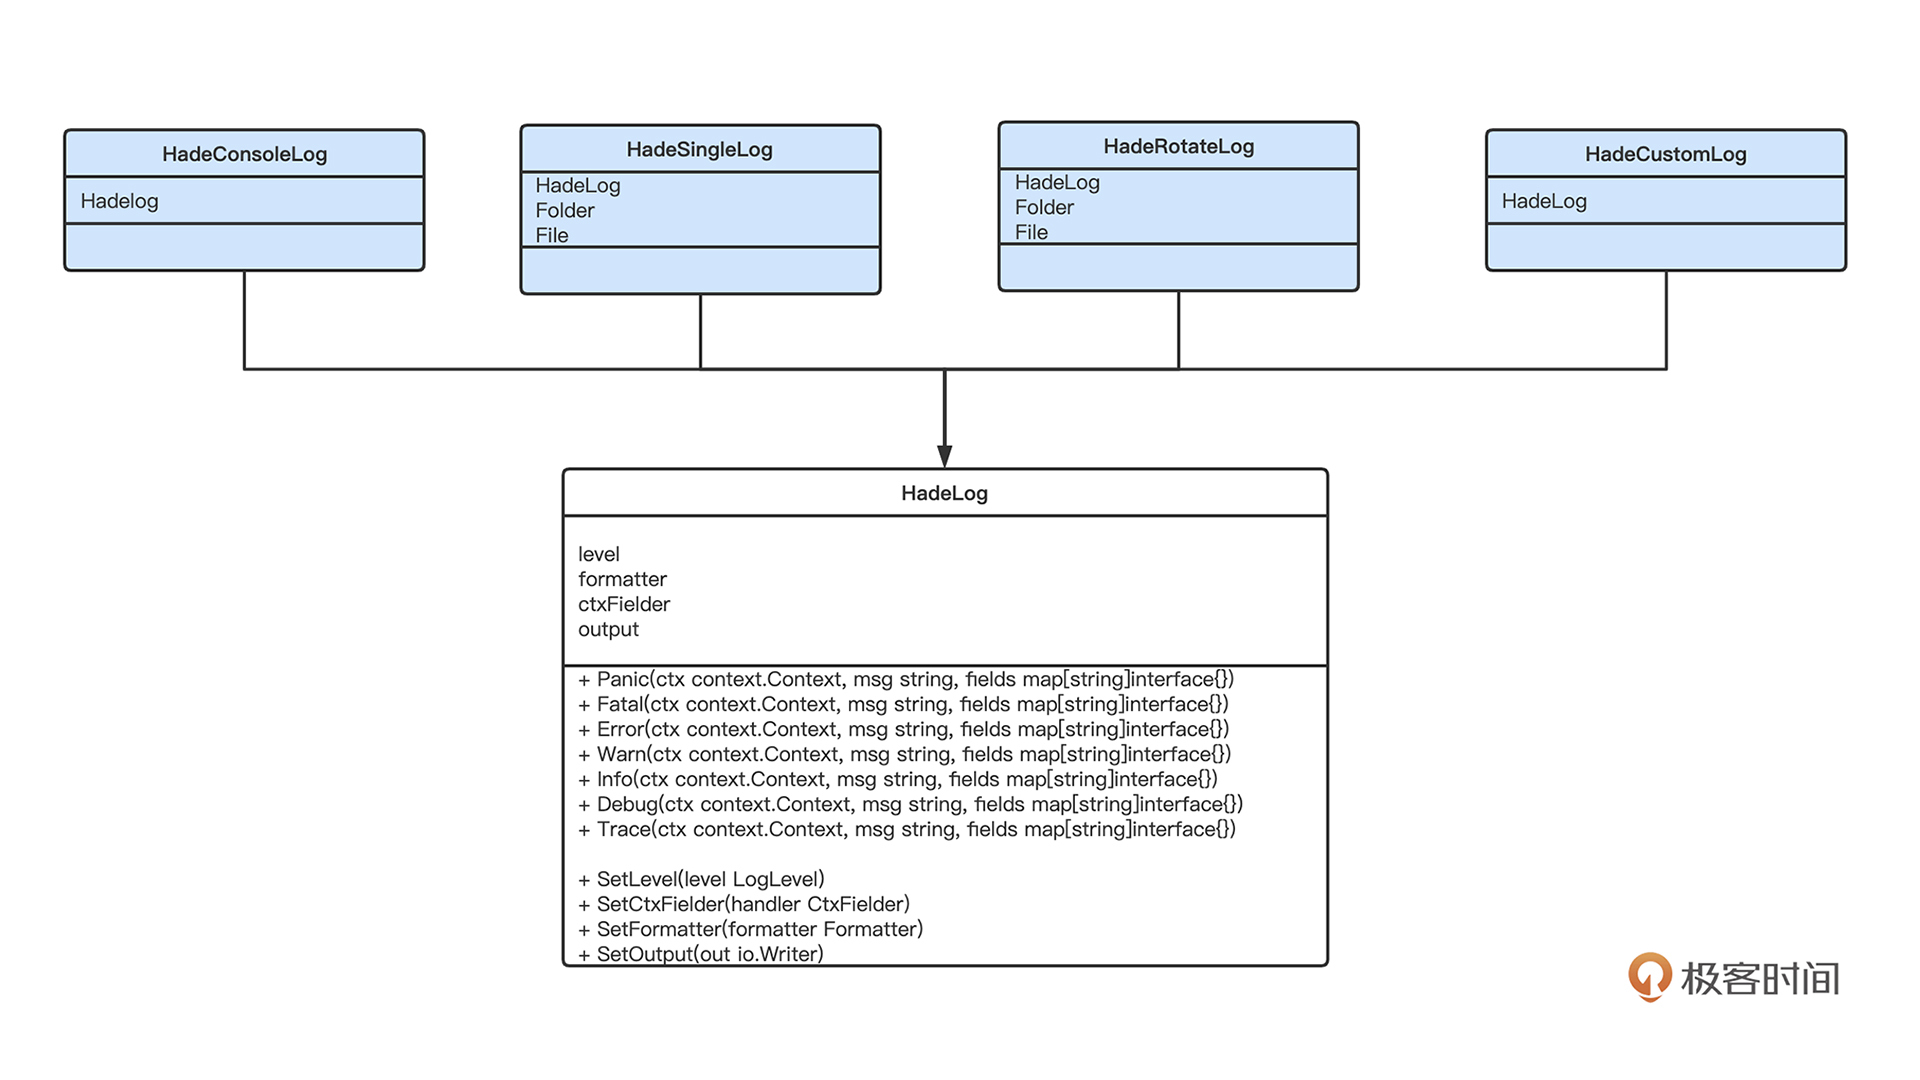 HadeConsoleLog
Hadelog
HadeSingleLog
HadeLog
Folder
File
HadeRotateLog
HadeLog
Folder
File
HadeCustomLog
HadeLog
HadeLog
level
formatter
ctxFielder
output
+ Panic(ctx context.Context, msg string, fields map[string]interface{})
+ Fatal(ctx context.Context, msg string, fields map[string]interface{})
+ Error(ctx context.Context, msg string, fields map[string]interface{})
+ Warn(ctx context.Context, msg string, fields map[string]interface{})
+ Info(ctx context.Context, msg string, fields map[string]interface{})
+ Debug(ctx context.Context, msg string, fields map[string]interface{})
+ Trace(ctx context.Context, msg string, fields map[string]interface{})
+ SetLevel(level LogLevel)
+ SetCtxFielder(handler CtxFielder)
+ SetFormatter(formatter Formatter)
+ SetOutput(out io.Writer)
极客时间